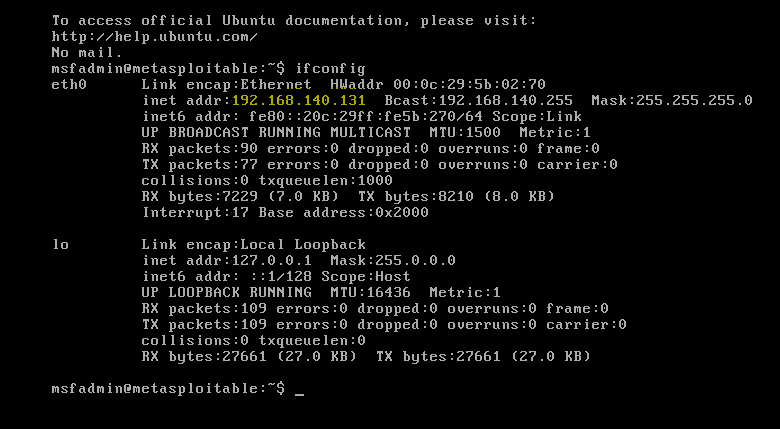 To access official Ubuntu documentation, please visit:
http://help.ubuntu.com/
No mail.
msfadmin@metasploitable:~$ ifconfig
eth0 Link encap:Ethernet HWaddr 00:0c:29:5b:02:70
inet addr:192.168.140.131 Bcast:192.168.140.255 Mask:255.255.255.0
inet6 addr: fe80::20c:29ff:fe5b:270/64 Scope:Link
UP BROADCAST RUNNING MULTICAST MTU:1500 Metric:1
RX packets:90 errors:0 dropped:0 overruns:0 frame:0
TX packets:77 errors:0 dropped:0 overruns:0 carrier:0
collisions:0 txqueuelen:1000
RX bytes:7229 (7.0 KB) TX bytes:8210 (8.0 KB)
Interrupt:17 Base address:0x2000
lo Link encap:Local Loopback
inet addr:127.0.0.1 Mask:255.0.0.0
inet6 addr: ::1/128 Scope:Host
UP LOOPBACK RUNNING MTU:16436 Metric:1
RX packets:109 errors:0 dropped:0 overruns:0 frame:0
TX packets:109 errors:0 dropped:0 overruns:0 carrier:0
collisions:0 txqueuelen:0
RX bytes:27661 (27.0 KB) TX bytes:27661 (27.0 KB)
msfadmin@metasploitable:~$ _